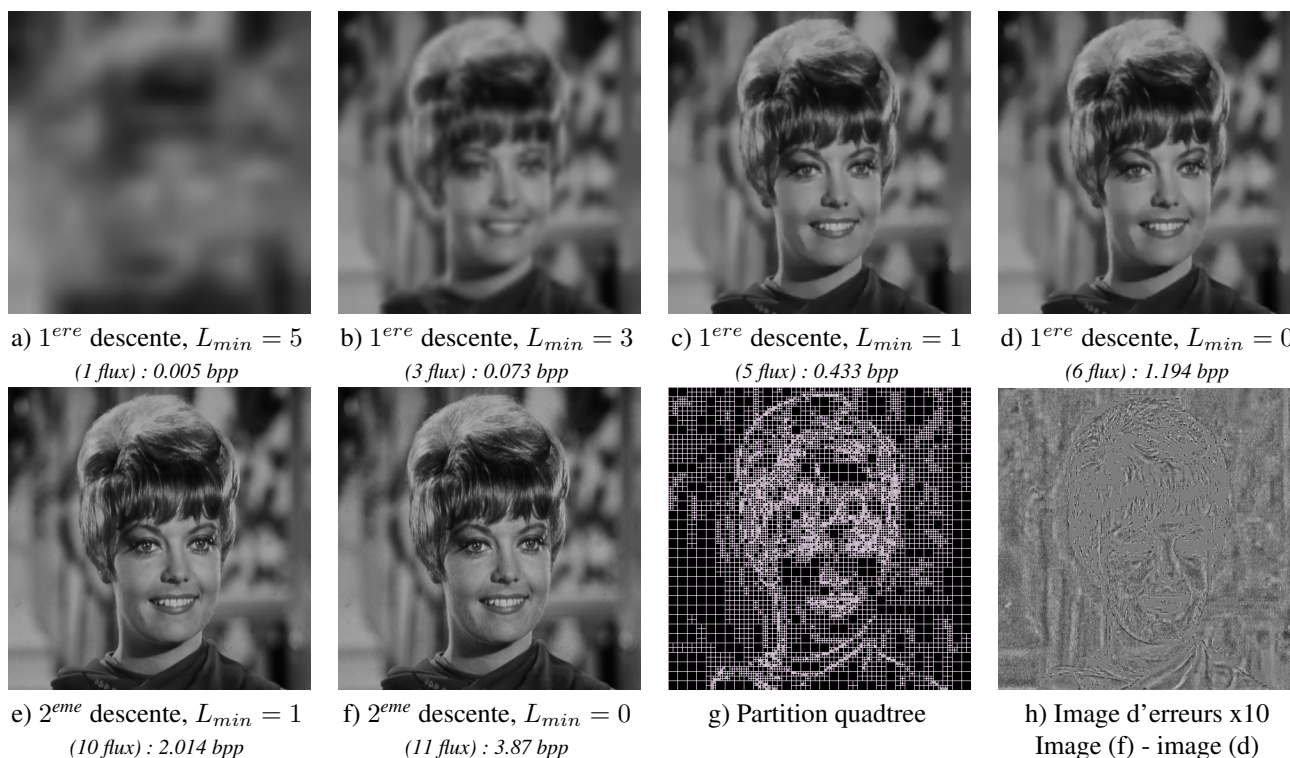 a) 1^{ere} descente, L_{min} = 5
(1 flux) : 0.005 bpp
b) 1^{ere} descente, L_{min} = 3
(3 flux) : 0.073 bpp
c) 1^{ere} descente, L_{min} = 1
(5 flux) : 0.433 bpp
d) 1^{ere} descente, L_{min} = 0
(6 flux) : 1.194 bpp
e) 2^{eme} descente, L_{min} = 1
(10 flux) : 2.014 bpp
f) 2^{eme} descente, L_{min} = 0
(11 flux) : 3.87 bpp
g) Partition quadtree
h) Image d'erreurs x10
Image (f) - image (d)